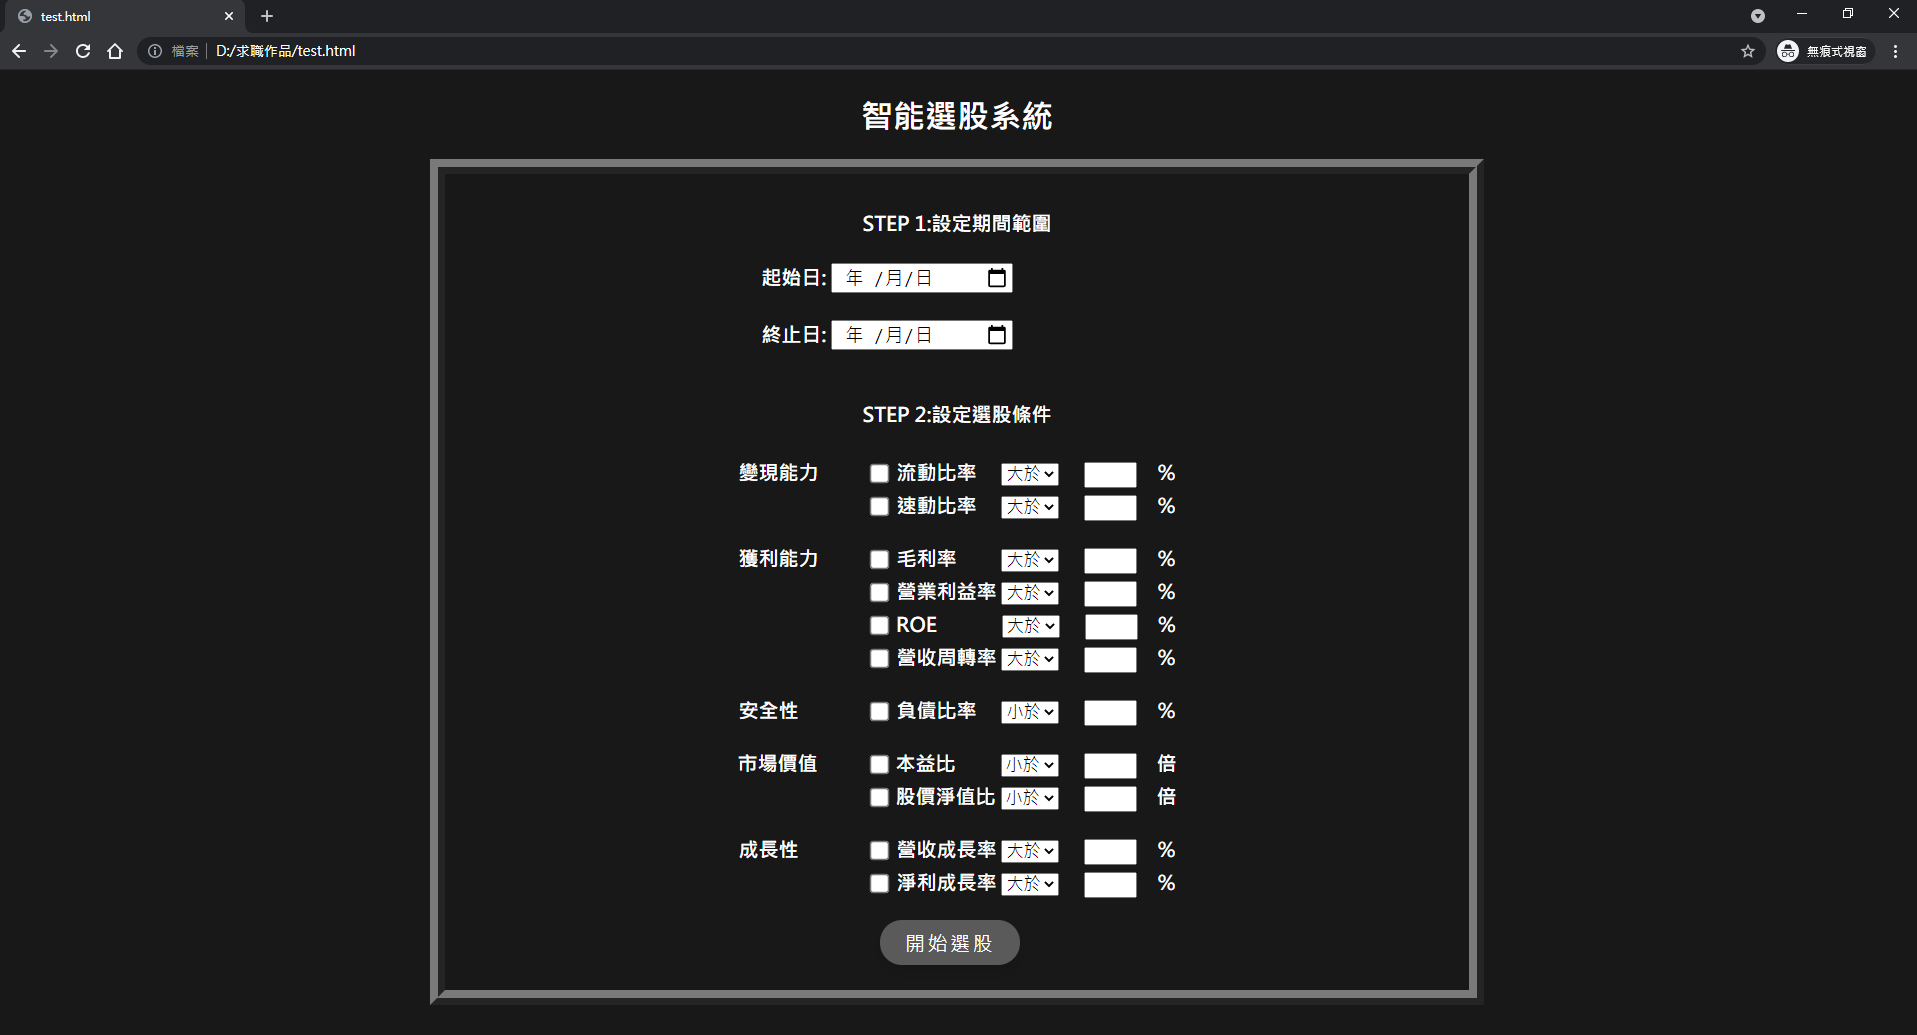 test.html
檔案 D:/求職作品/test.html 無痕式視窗
智能選股系統
STEP 1:設定期間範圍
起始日: 年 /月/日
終止日: 年 /月/日
STEP 2:設定選股條件
變現能力 流動比率 大於 %
速動比率 大於 %
獲利能力 毛利率 大於 %
營業利益率 大於 %
ROE 大於 %
營收周轉率 大於 %
安全性 負債比率 小於 %
市場價值 本益比 小於 倍
股價淨值比 小於 倍
成長性 營收成長率 大於 %
淨利成長率 大於 %
開始選股